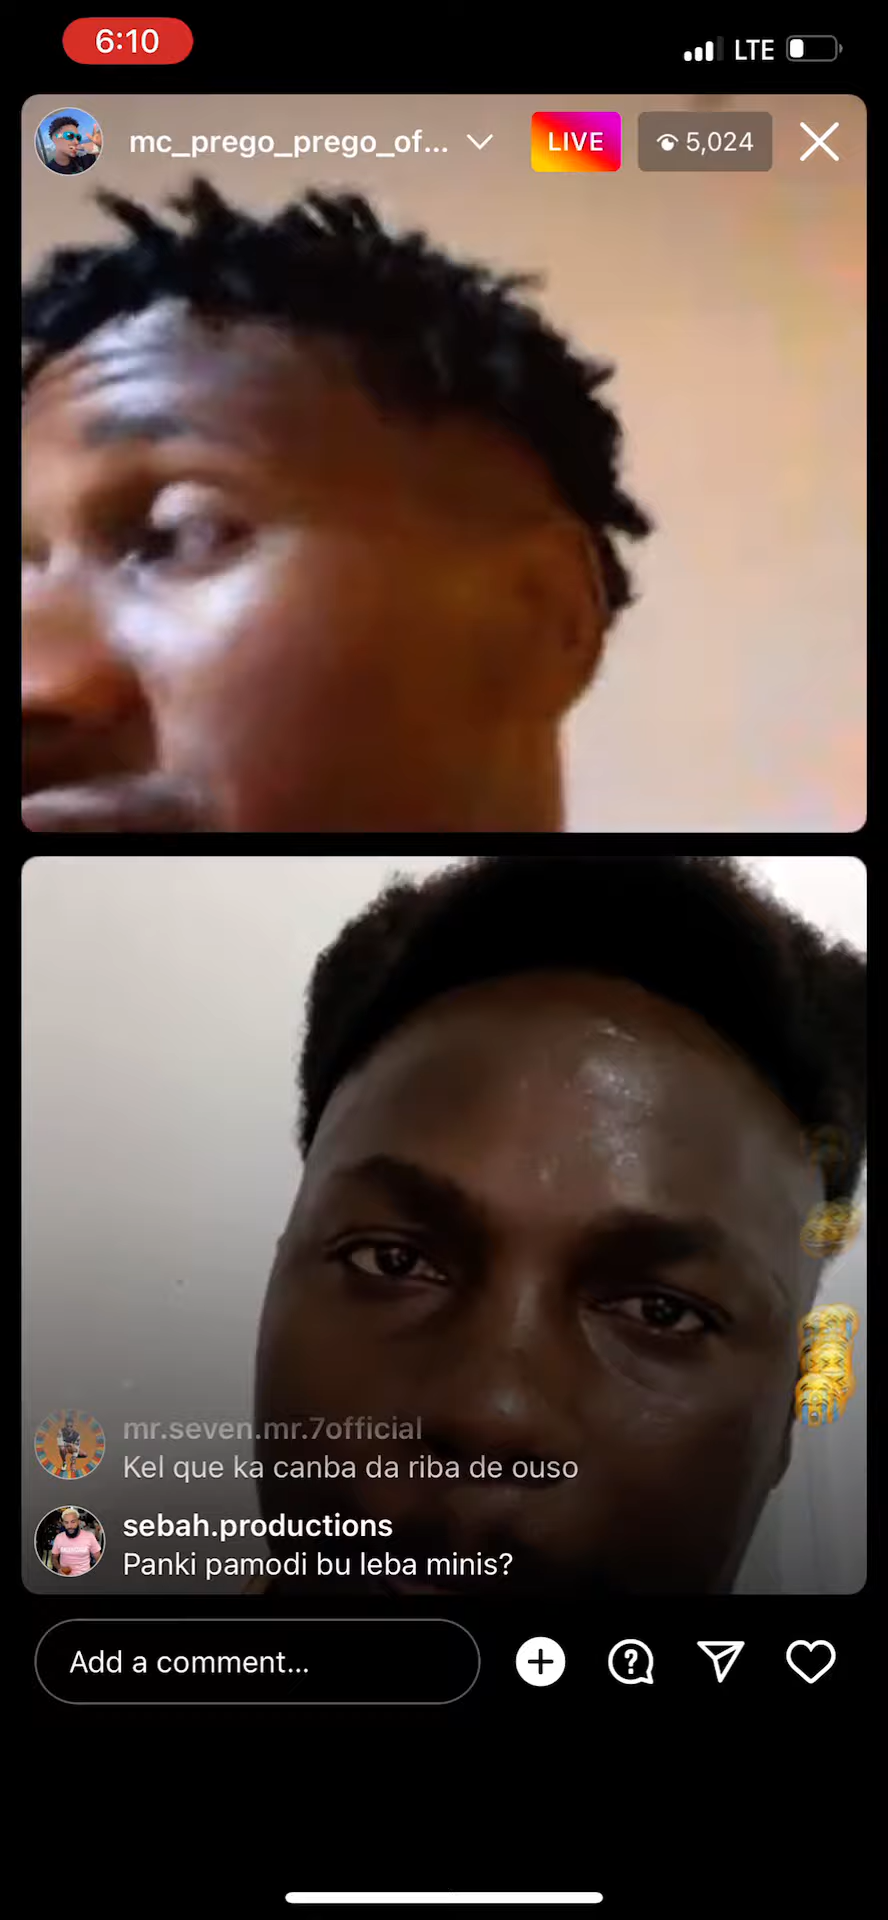 6:10
LTE
mc_prego_prego_of...
LIVE
5,024
mr.seven.mr.7official
Kel que ka canba da riba de ouso
sebah.productions
Panki pamodi bu leba minis?
Add a comment...